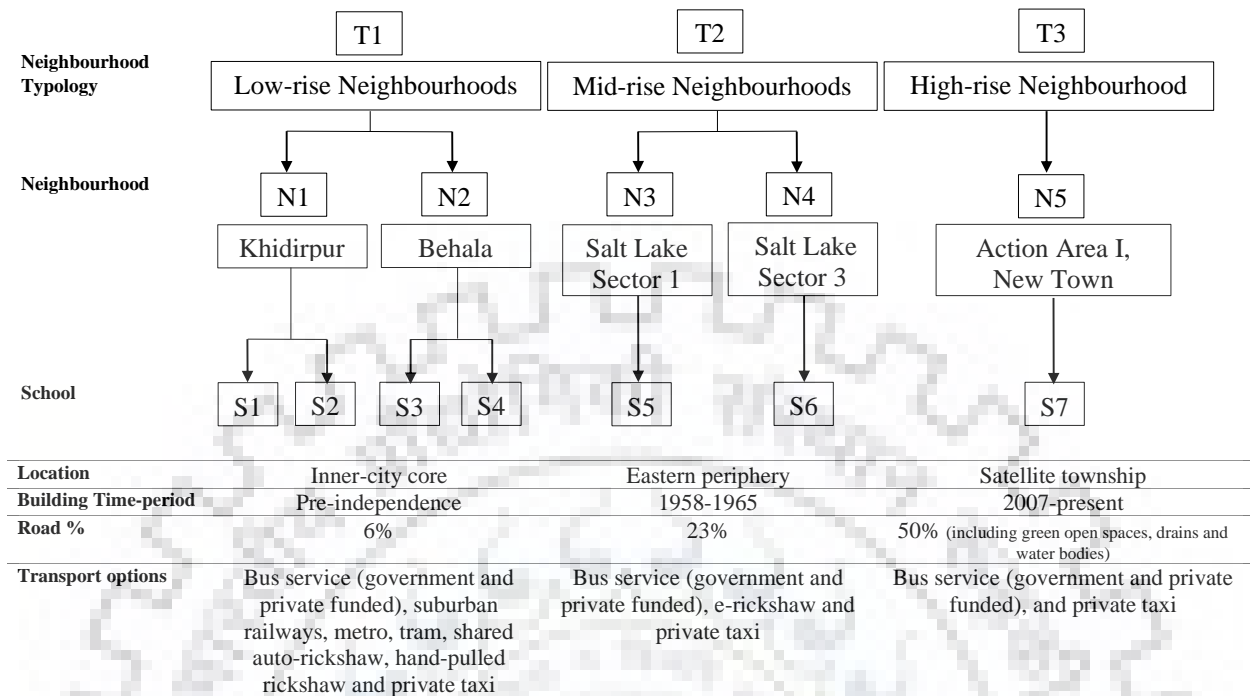 T1 T2 T3
Neighbourhood
Typology
Low-rise Neighbourhoods Mid-rise Neighbourhoods High-rise Neighbourhood
Neighbourhood
N1 N2 N3 N4 N5
Khidirpur Behala Salt Lake Salt Lake Action Area I,
Sector 1 Sector 3 New Town
School
S1 S2 S3 S4 S5 S6 S7
Location Inner-city core Eastern periphery Satellite township
Building Time-period Pre-independence 1958-1965 2007-present
Road % 6% 23% 50% (including green open spaces, drains and
water bodies)
Transport options Bus service (government and Bus service (government and Bus service (government and private
private funded), suburban private funded), e-rickshaw and funded), and private taxi
railways, metro, tram, shared private taxi
auto-rickshaw, hand-pulled
rickshaw and private taxi